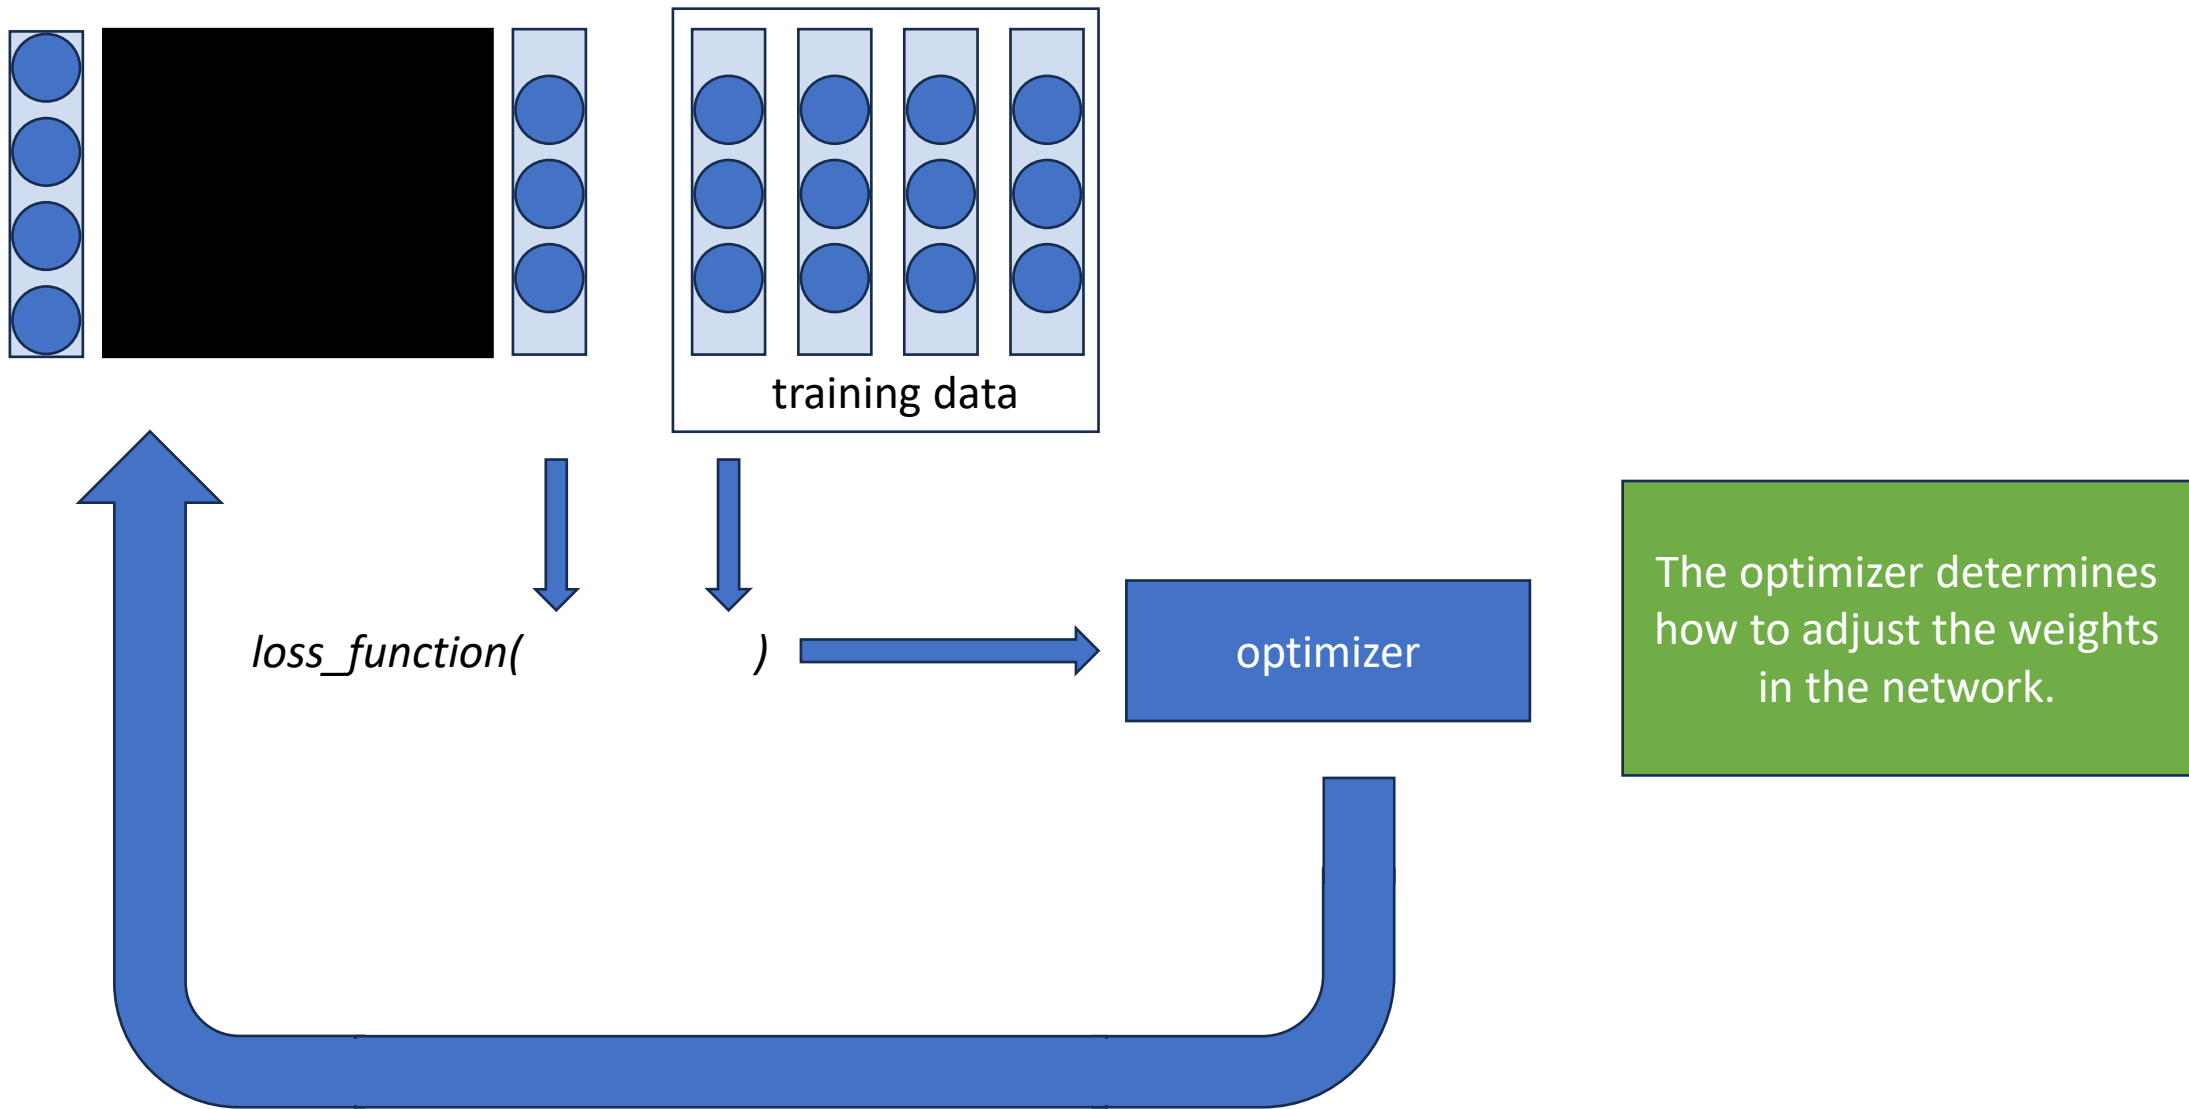 training data
loss_function(
)
optimizer
The optimizer determines
how to adjust the weights
in the network.